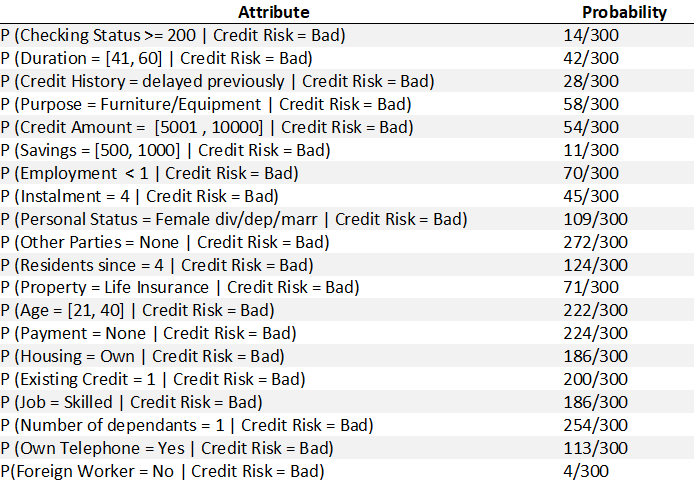 Attribute Probability
P (Checking Status >= 200 | Credit Risk = Bad) 14/300
P (Duration = [41, 60] | Credit Risk = Bad) 42/300
P (Credit History = delayed previously | Credit Risk = Bad) 28/300
P (Purpose = Furniture/Equipment | Credit Risk = Bad) 58/300
P (Credit Amount =  [5001 , 10000] | Credit Risk = Bad) 54/300
P (Savings = [500, 1000] | Credit Risk = Bad) 11/300
P (Employment  < 1 | Credit Risk = Bad) 70/300
P (Instalment = 4 | Credit Risk = Bad) 45/300
P (Personal Status = Female div/dep/marr | Credit Risk = Bad) 109/300
P (Other Parties = None | Credit Risk = Bad) 272/300
P (Residents since = 4 | Credit Risk = Bad) 124/300
P (Property = Life Insurance | Credit Risk = Bad) 71/300
P (Age = [21, 40] | Credit Risk = Bad) 222/300
P (Payment = None | Credit Risk = Bad) 224/300
P (Housing = Own | Credit Risk = Bad) 186/300
P (Existing Credit = 1 | Credit Risk = Bad) 200/300
P (Job = Skilled | Credit Risk = Bad) 186/300
P (Number of dependants = 1 | Credit Risk = Bad) 254/300
P (Own Telephone = Yes | Credit Risk = Bad) 113/300
P(Foreign Worker = No | Credit Risk = Bad) 4/300